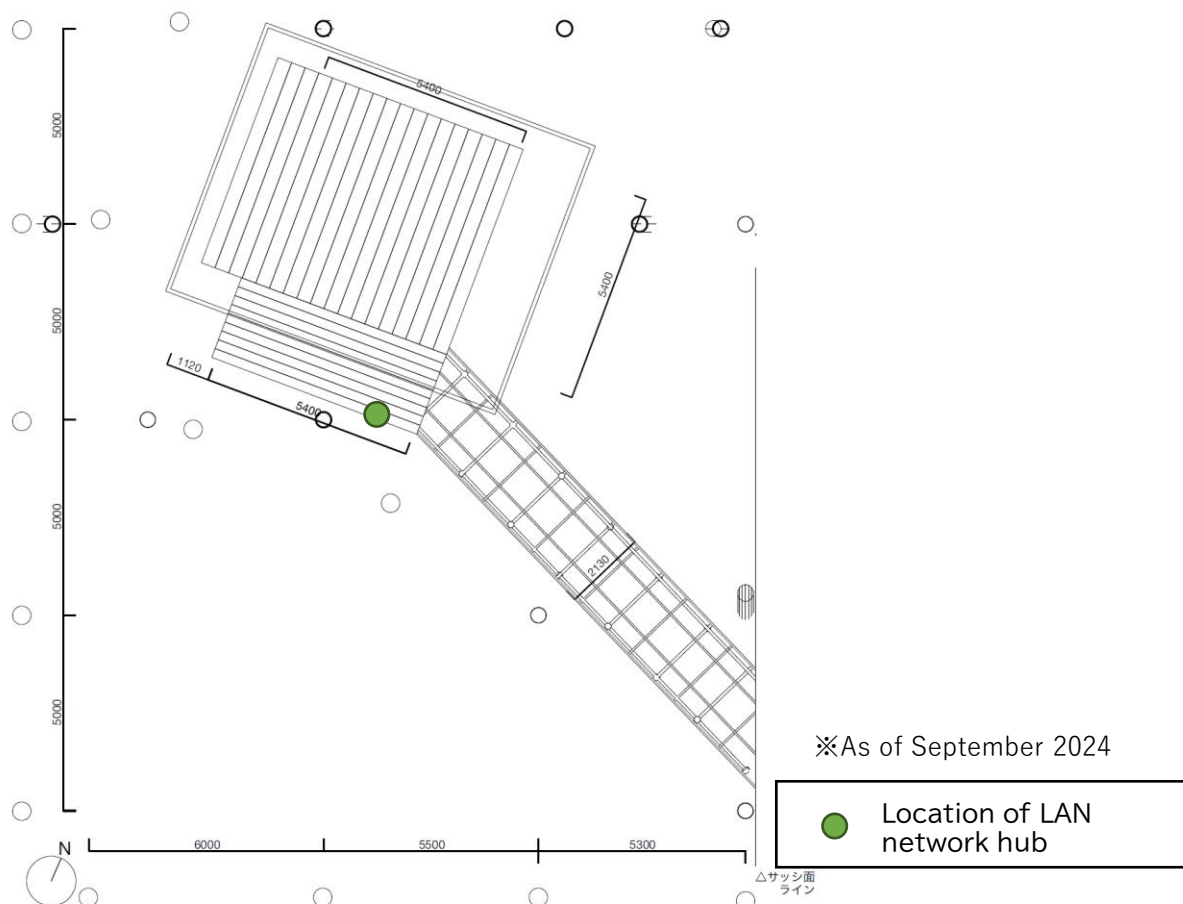 5400
5000
5000
5400
1120
5400
5000
2130
5000
※As of September 2024
Location of LAN
network hub
N
6000
5500
5300
△サッシ面
ライン